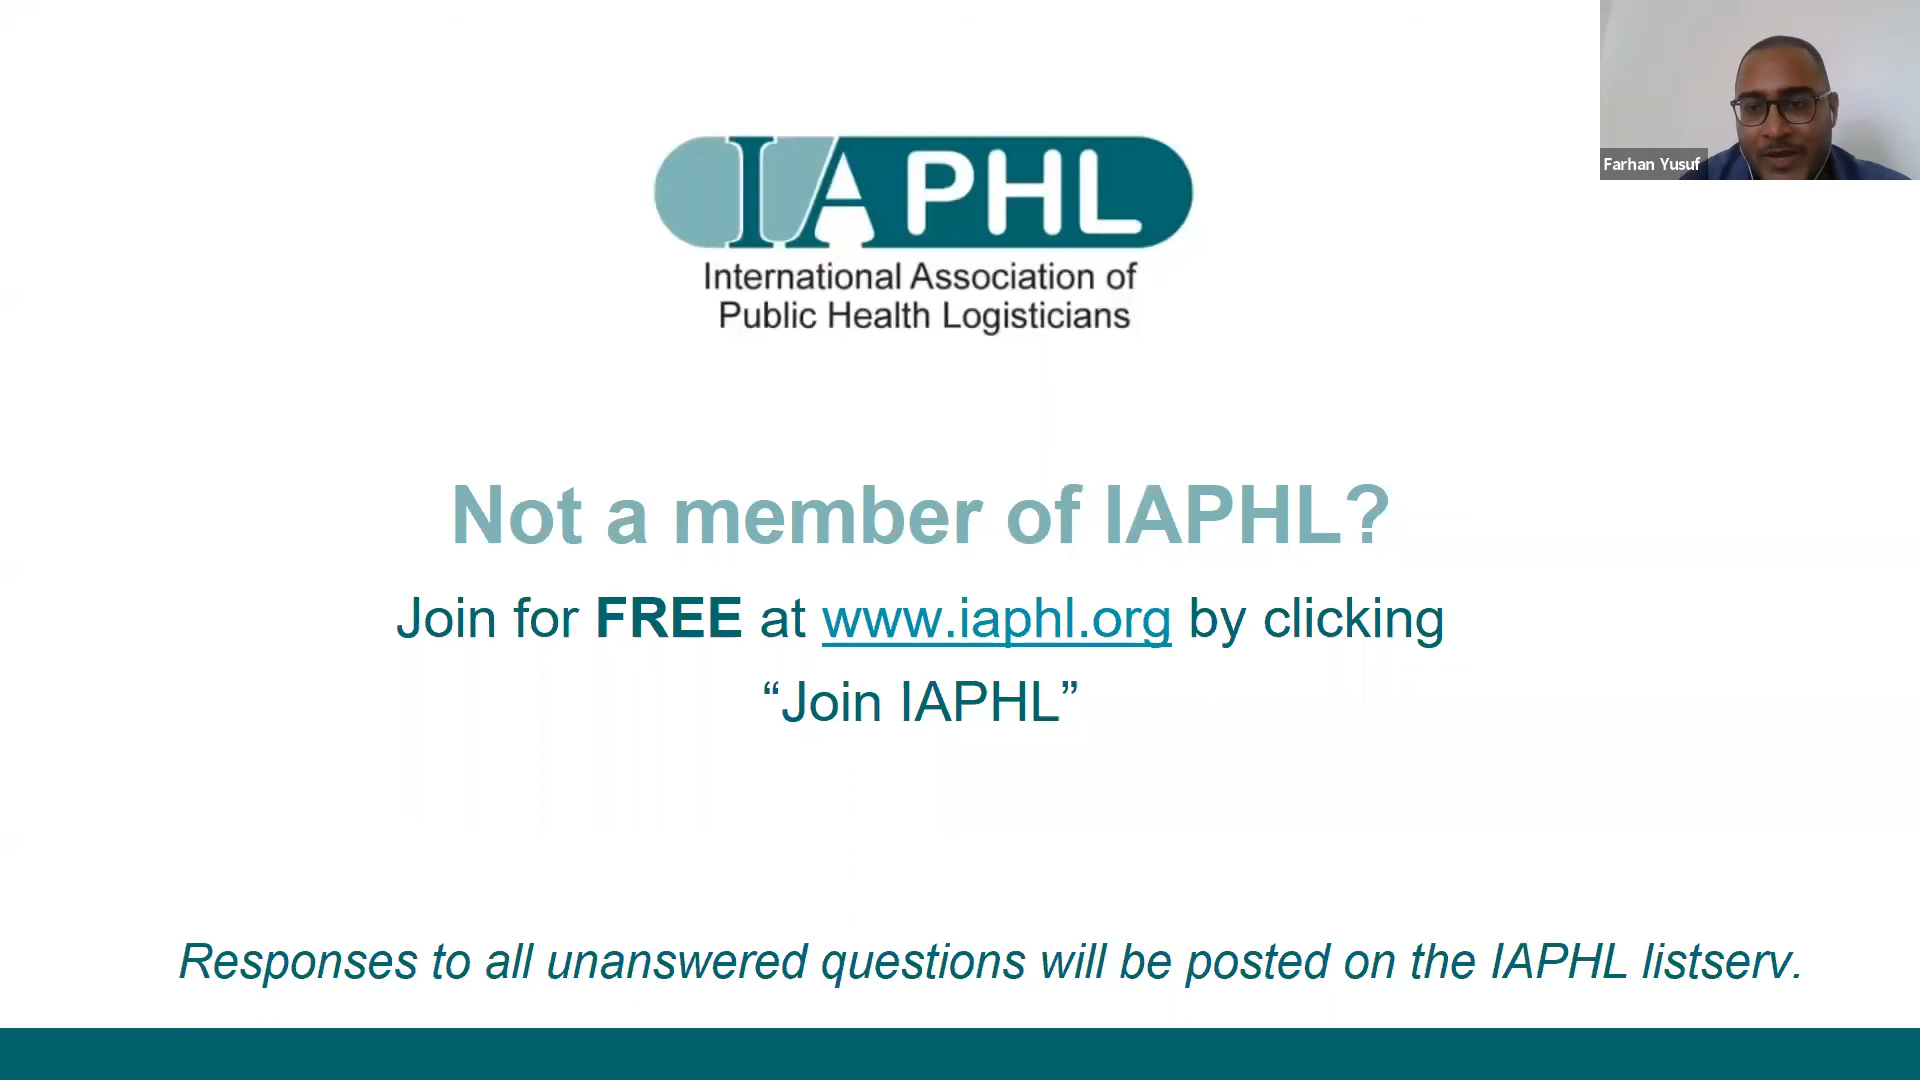 IAPHL
International Association of
Public Health Logisticians
Farhan Yusuf
Not a member of IAPHL?
Join for FREE at www.iaphl.org by clicking
“Join IAPHL”
Responses to all unanswered questions will be posted on the IAPHL listserv.